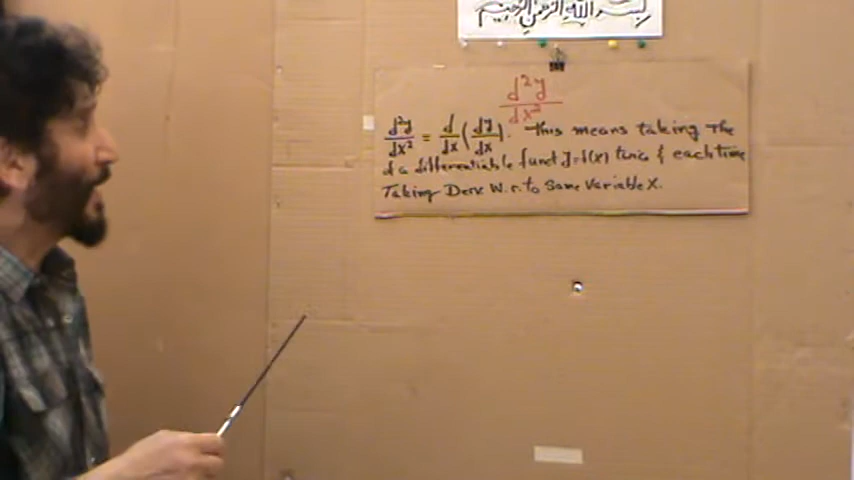 بسم الله الرحمن الرحيم
d²y/dx²
d²y/dx² = d/dx (dy/dx). This means taking The
of a differentiable funct y=f(x) twice & each time
Taking Derv W.r.to Same Variable X.